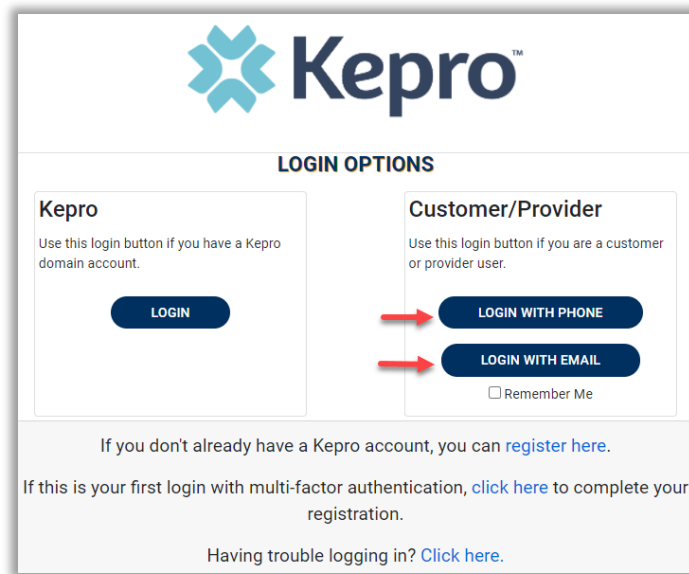 Kepro™
LOGIN OPTIONS
Kepro
Use this login button if you have a Kepro
domain account.
LOGIN
Customer/Provider
Use this login button if you are a customer
or provider user.
LOGIN WITH PHONE
LOGIN WITH EMAIL
Remember Me
If you don't already have a Kepro account, you can register here.
If this is your first login with multi-factor authentication, click here to complete your
registration.
Having trouble logging in? Click here.